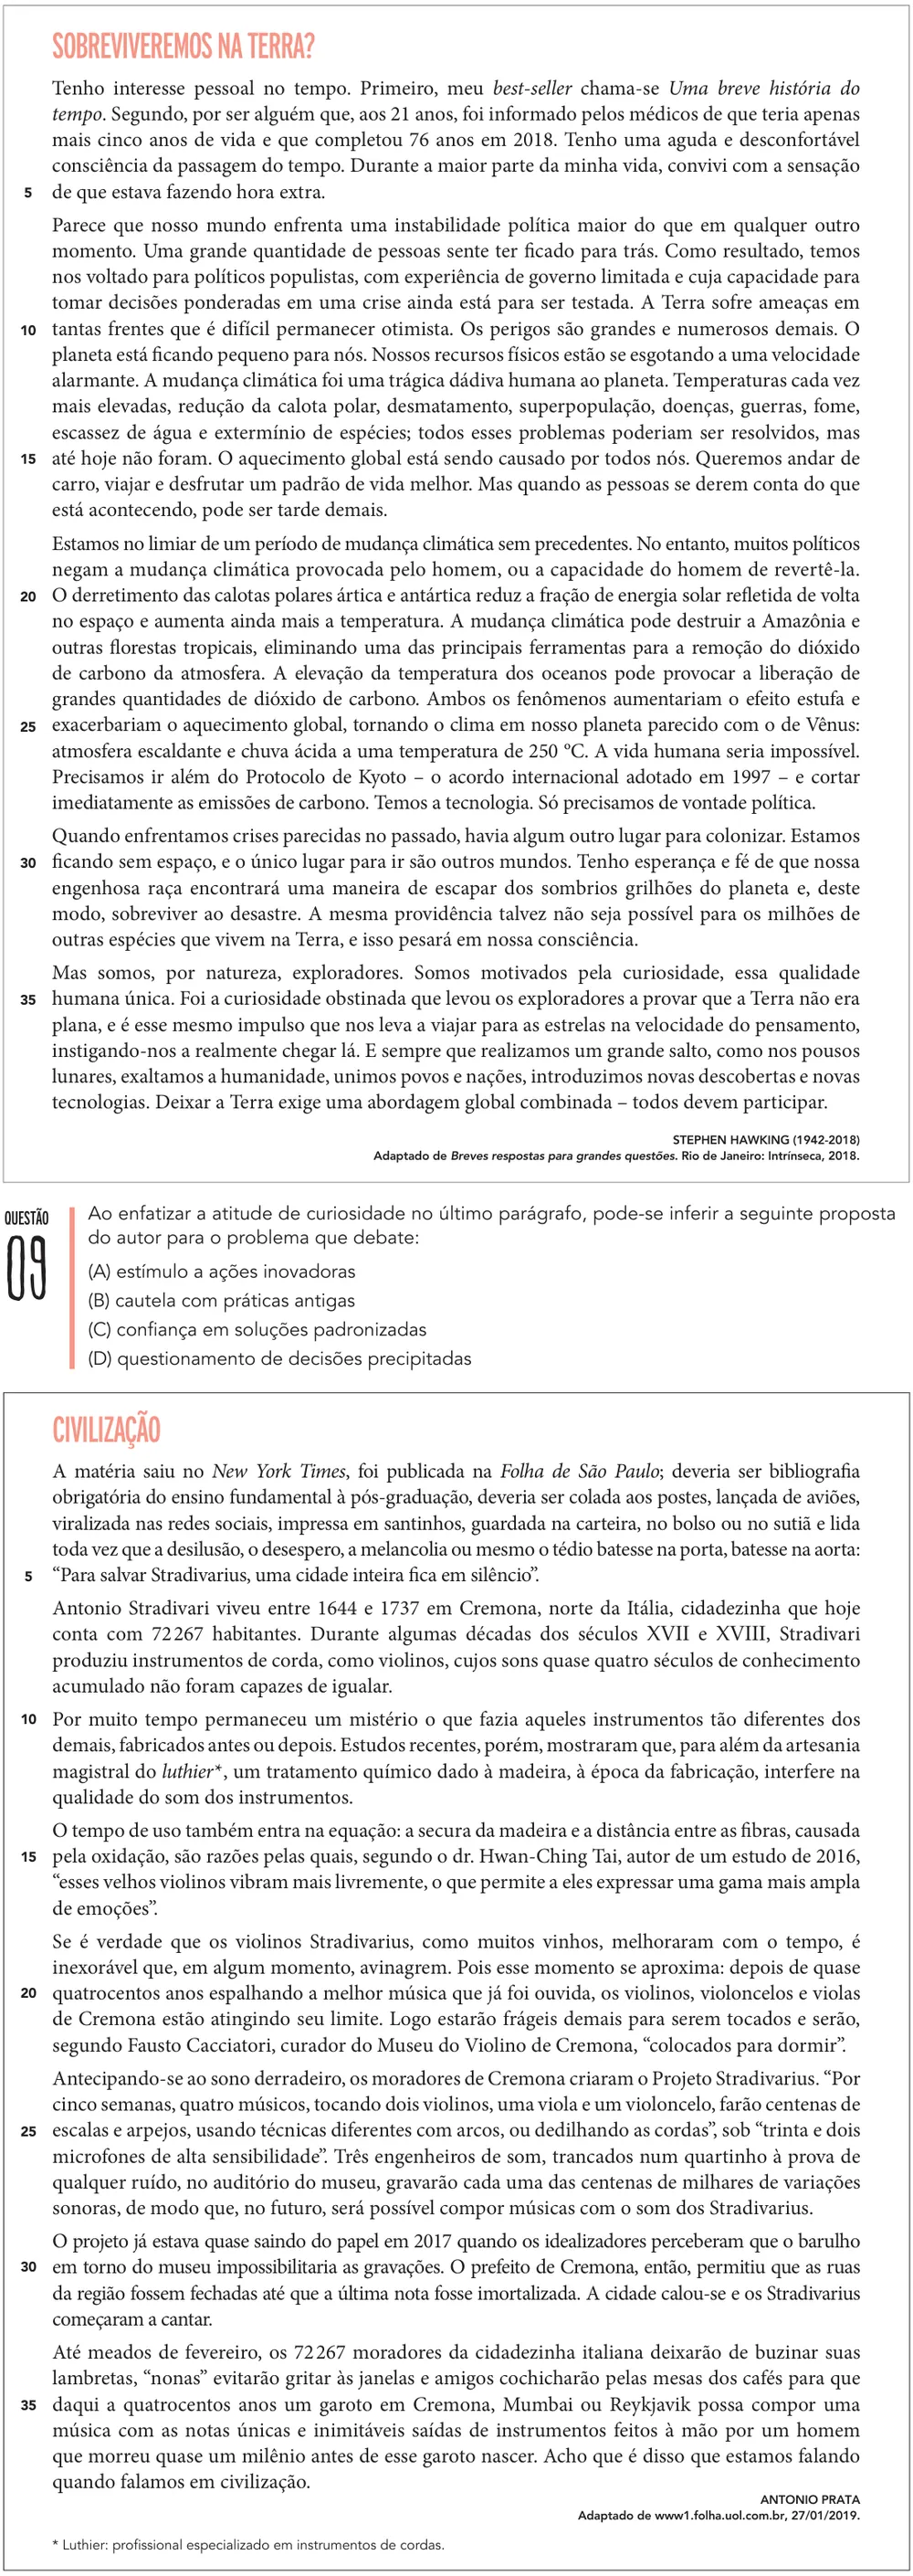 SOBREVIVEREMOS NA TERRA?
Tenho interesse pessoal no tempo. Primeiro, meu best-seller chama-se Uma breve história do
tempo. Segundo, por ser alguém que, aos 21 anos, foi informado pelos médicos de que teria apenas
mais cinco anos de vida e que completou 76 anos em 2018. Tenho uma aguda e desconfortável
consciência da passagem do tempo. Durante a maior parte da minha vida, convivi com a sensação
5 de que estava fazendo hora extra.
Parece que nosso mundo enfrenta uma instabilidade política maior do que em qualquer outro
momento. Uma grande quantidade de pessoas sente ter ficado para trás. Como resultado, temos
nos voltado para políticos populistas, com experiência de governo limitada e cuja capacidade para
tomar decisões ponderadas em uma crise ainda está para ser testada. A Terra sofre ameaças em
10 tantas frentes que é difícil permanecer otimista. Os perigos são grandes e numerosos demais. O
planeta está ficando pequeno para nós. Nossos recursos físicos estão se esgotando a uma velocidade
alarmante. A mudança climática foi uma trágica dádiva humana ao planeta. Temperaturas cada vez
mais elevadas, redução da calota polar, desmatamento, superpopulação, doenças, guerras, fome,
escassez de água e extermínio de espécies; todos esses problemas poderiam ser resolvidos, mas
15 até hoje não foram. O aquecimento global está sendo causado por todos nós. Queremos andar de
carro, viajar e desfrutar um padrão de vida melhor. Mas quando as pessoas se derem conta do que
está acontecendo, pode ser tarde demais.
Estamos no limiar de um período de mudança climática sem precedentes. No entanto, muitos políticos
negam a mudança climática provocada pelo homem, ou a capacidade do homem de revertê-la.
20 O derretimento das calotas polares ártica e antártica reduz a fração de energia solar refletida de volta
no espaço e aumenta ainda mais a temperatura. A mudança climática pode destruir a Amazônia e
outras florestas tropicais, eliminando uma das principais ferramentas para a remoção do dióxido
de carbono da atmosfera. A elevação da temperatura dos oceanos pode provocar a liberação de
grandes quantidades de dióxido de carbono. Ambos os fenômenos aumentariam o efeito estufa e
25 exacerbariam o aquecimento global, tornando o clima em nosso planeta parecido com o de Vênus:
atmosfera escaldante e chuva ácida a uma temperatura de 250 ºC. A vida humana seria impossível.
Precisamos ir além do Protocolo de Kyoto – o acordo internacional adotado em 1997 – e cortar
imediatamente as emissões de carbono. Temos a tecnologia. Só precisamos de vontade política.
Quando enfrentamos crises parecidas no passado, havia algum outro lugar para colonizar. Estamos
30 ficando sem espaço, e o único lugar para ir são outros mundos. Tenho esperança e fé de que nossa
engenhosa raça encontrará uma maneira de escapar dos sombrios grilhões do planeta e, deste
modo, sobreviver ao desastre. A mesma providência talvez não seja possível para os milhões de
outras espécies que vivem na Terra, e isso pesará em nossa consciência.
Mas somos, por natureza, exploradores. Somos motivados pela curiosidade, essa qualidade
35 humana única. Foi a curiosidade obstinada que levou os exploradores a provar que a Terra não era
plana, e é esse mesmo impulso que nos leva a viajar para as estrelas na velocidade do pensamento,
instigando-nos a realmente chegar lá. E sempre que realizamos um grande salto, como nos pousos
lunares, exaltamos a humanidade, unimos povos e nações, introduzimos novas descobertas e novas
tecnologias. Deixar a Terra exige uma abordagem global combinada – todos devem participar.
STEPHEN HAWKING (1942-2018)
Adaptado de Breves respostas para grandes questões. Rio de Janeiro: Intrínseca, 2018.
QUESTÃO
09
Ao enfatizar a atitude de curiosidade no último parágrafo, pode-se inferir a seguinte proposta
do autor para o problema que debate:
(A) estímulo a ações inovadoras
(B) cautela com práticas antigas
(C) confiança em soluções padronizadas
(D) questionamento de decisões precipitadas
CIVILIZAÇÃO
A matéria saiu no New York Times, foi publicada na Folha de São Paulo; deveria ser bibliografia
obrigatória do ensino fundamental à pós-graduação, deveria ser colada aos postes, lançada de aviões,
viralizada nas redes sociais, impressa em santinhos, guardada na carteira, no bolso ou no sutiã e lida
toda vez que a desilusão, o desespero, a melancolia ou mesmo o tédio batesse na porta, batesse na aorta:
5 “Para salvar Stradivarius, uma cidade inteira fica em silêncio”.
Antonio Stradivari viveu entre 1644 e 1737 em Cremona, norte da Itália, cidadezinha que hoje
conta com 72267 habitantes. Durante algumas décadas dos séculos XVII e XVIII, Stradivari
produziu instrumentos de corda, como violinos, cujos sons quase quatro séculos de conhecimento
acumulado não foram capazes de igualar.
10 Por muito tempo permaneceu um mistério o que fazia aqueles instrumentos tão diferentes dos
demais, fabricados antes ou depois. Estudos recentes, porém, mostraram que, para além da artesania
magistral do luthier*, um tratamento químico dado à madeira, à época da fabricação, interfere na
qualidade do som dos instrumentos.
O tempo de uso também entra na equação: a secura da madeira e a distância entre as fibras, causada
15 pela oxidação, são razões pelas quais, segundo o dr. Hwan-Ching Tai, autor de um estudo de 2016,
“esses velhos violinos vibram mais livremente, o que permite a eles expressar uma gama mais ampla
de emoções”.
Se é verdade que os violinos Stradivarius, como muitos vinhos, melhoraram com o tempo, é
inexorável que, em algum momento, avinagrem. Pois esse momento se aproxima: depois de quase
20 quatrocentos anos espalhando a melhor música que já foi ouvida, os violinos, violoncelos e violas
de Cremona estão atingindo seu limite. Logo estarão frágeis demais para serem tocados e serão,
segundo Fausto Cacciatori, curador do Museu do Violino de Cremona, “colocados para dormir”.
Antecipando-se ao sono derradeiro, os moradores de Cremona criaram o Projeto Stradivarius. “Por
cinco semanas, quatro músicos, tocando dois violinos, uma viola e um violoncelo, farão centenas de
25 escalas e arpejos, usando técnicas diferentes com arcos, ou dedilhando as cordas”, sob “trinta e dois
microfones de alta sensibilidade”. Três engenheiros de som, trancados num quartinho à prova de
qualquer ruído, no auditório do museu, gravarão cada uma das centenas de milhares de variações
sonoras, de modo que, no futuro, será possível compor músicas com o som dos Stradivarius.
O projeto já estava quase saindo do papel em 2017 quando os idealizadores perceberam que o barulho
30 em torno do museu impossibilitaria as gravações. O prefeito de Cremona, então, permitiu que as ruas
da região fossem fechadas até que a última nota fosse imortalizada. A cidade calou-se e os Stradivarius
começaram a cantar.
Até meados de fevereiro, os 72267 moradores da cidadezinha italiana deixarão de buzinar suas
lambretas, “nonas” evitarão gritar às janelas e amigos cochicharão pelas mesas dos cafés para que
35 daqui a quatrocentos anos um garoto em Cremona, Mumbai ou Reykjavik possa compor uma
música com as notas únicas e inimitáveis saídas de instrumentos feitos à mão por um homem
que morreu quase um milênio antes de esse garoto nascer. Acho que é disso que estamos falando
quando falamos em civilização.
ANTONIO PRATA
Adaptado de www1.folha.uol.com.br, 27/01/2019.
* Luthier: profissional especializado em instrumentos de cordas.